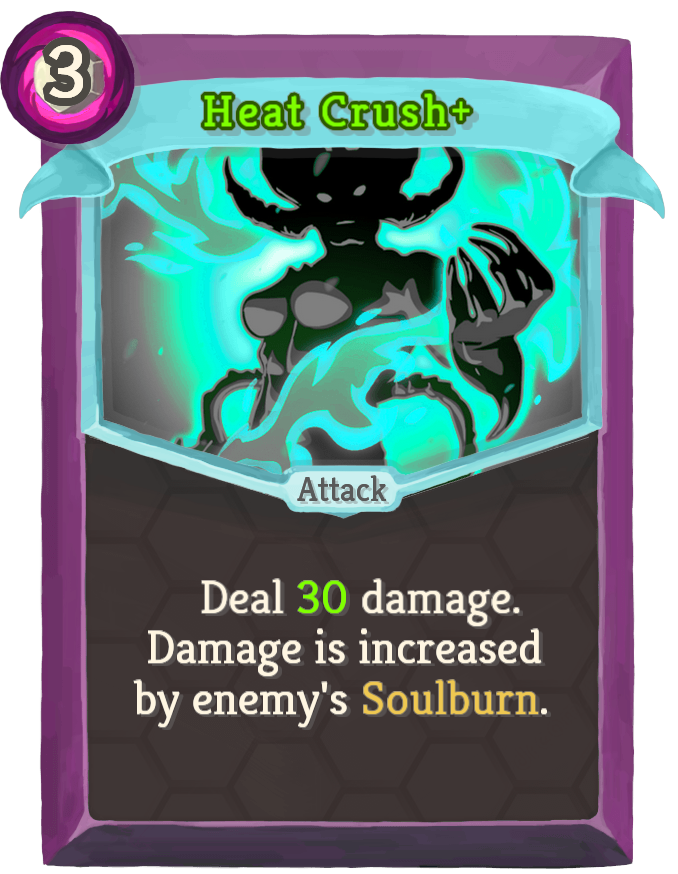 3
Heat Crush+
Attack
Deal 30 damage.
Damage is increased
by enemy's Soulburn.